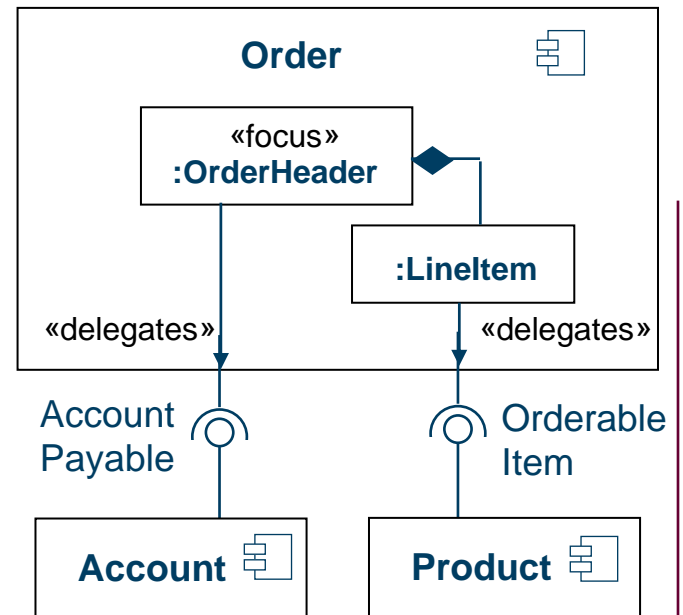 Order
«focus»
:OrderHeader
:LineItem
«delegates»
«delegates»
Account
Payable
Orderable
Item
Account
Product